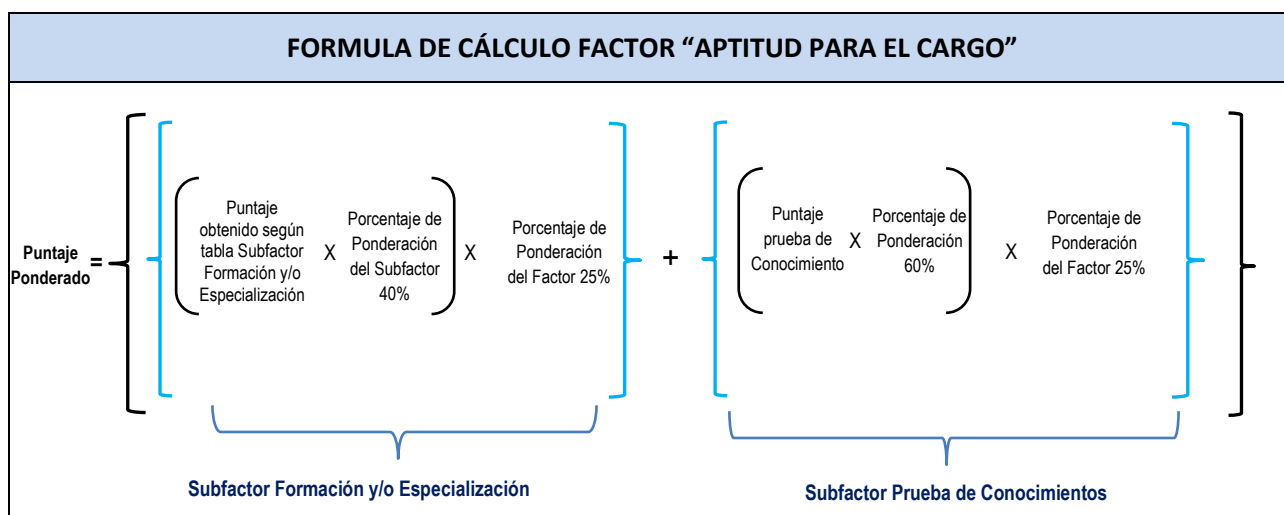 FORMULA DE CÁLCULO FACTOR “APTITUD PARA EL CARGO”
Puntaje
Ponderado
=
Puntaje
obtenido según
tabla Subfactor
Formación y/o
Especialización
X
Porcentaje de
Ponderación
del Subfactor
40%
X
Porcentaje de
Ponderación
del Factor 25%
+
Puntaje
prueba de
Conocimiento
X
Porcentaje de
Ponderación
60%
X
Porcentaje de
Ponderación
del Factor 25%
Subfactor Formación y/o Especialización
Subfactor Prueba de Conocimientos